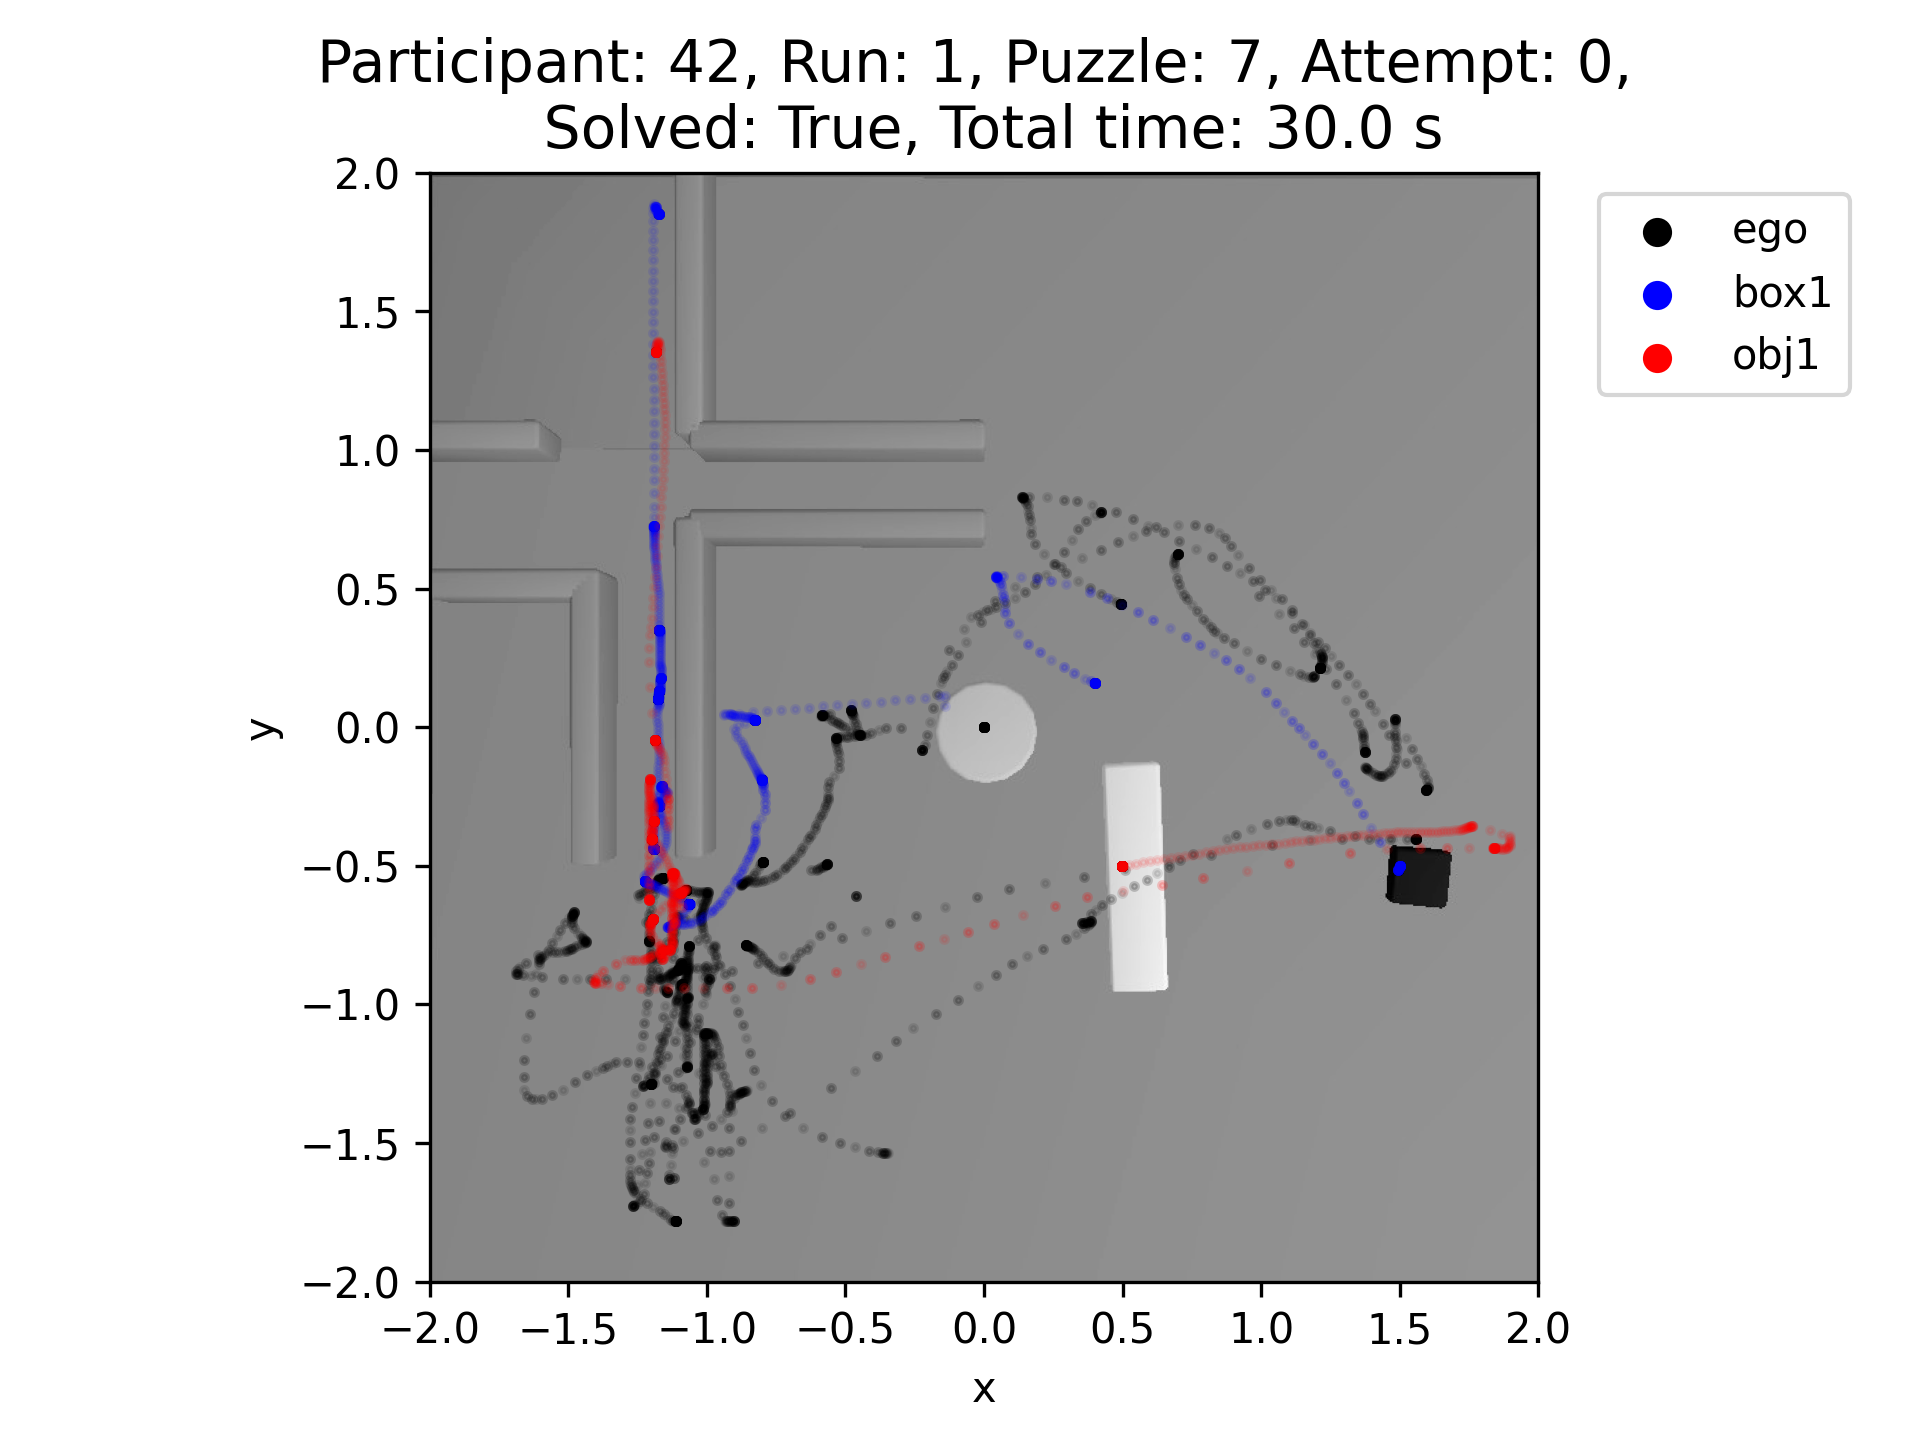 Participant: 42, Run: 1, Puzzle: 7, Attempt: 0,
Solved: True, Total time: 30.0 s
ego
box1
obj1
2.0
1.5
1.0
0.5
0.0
−0.5
−1.0
−1.5
−2.0
y
−2.0 −1.5 −1.0 −0.5 0.0 0.5 1.0 1.5 2.0
x